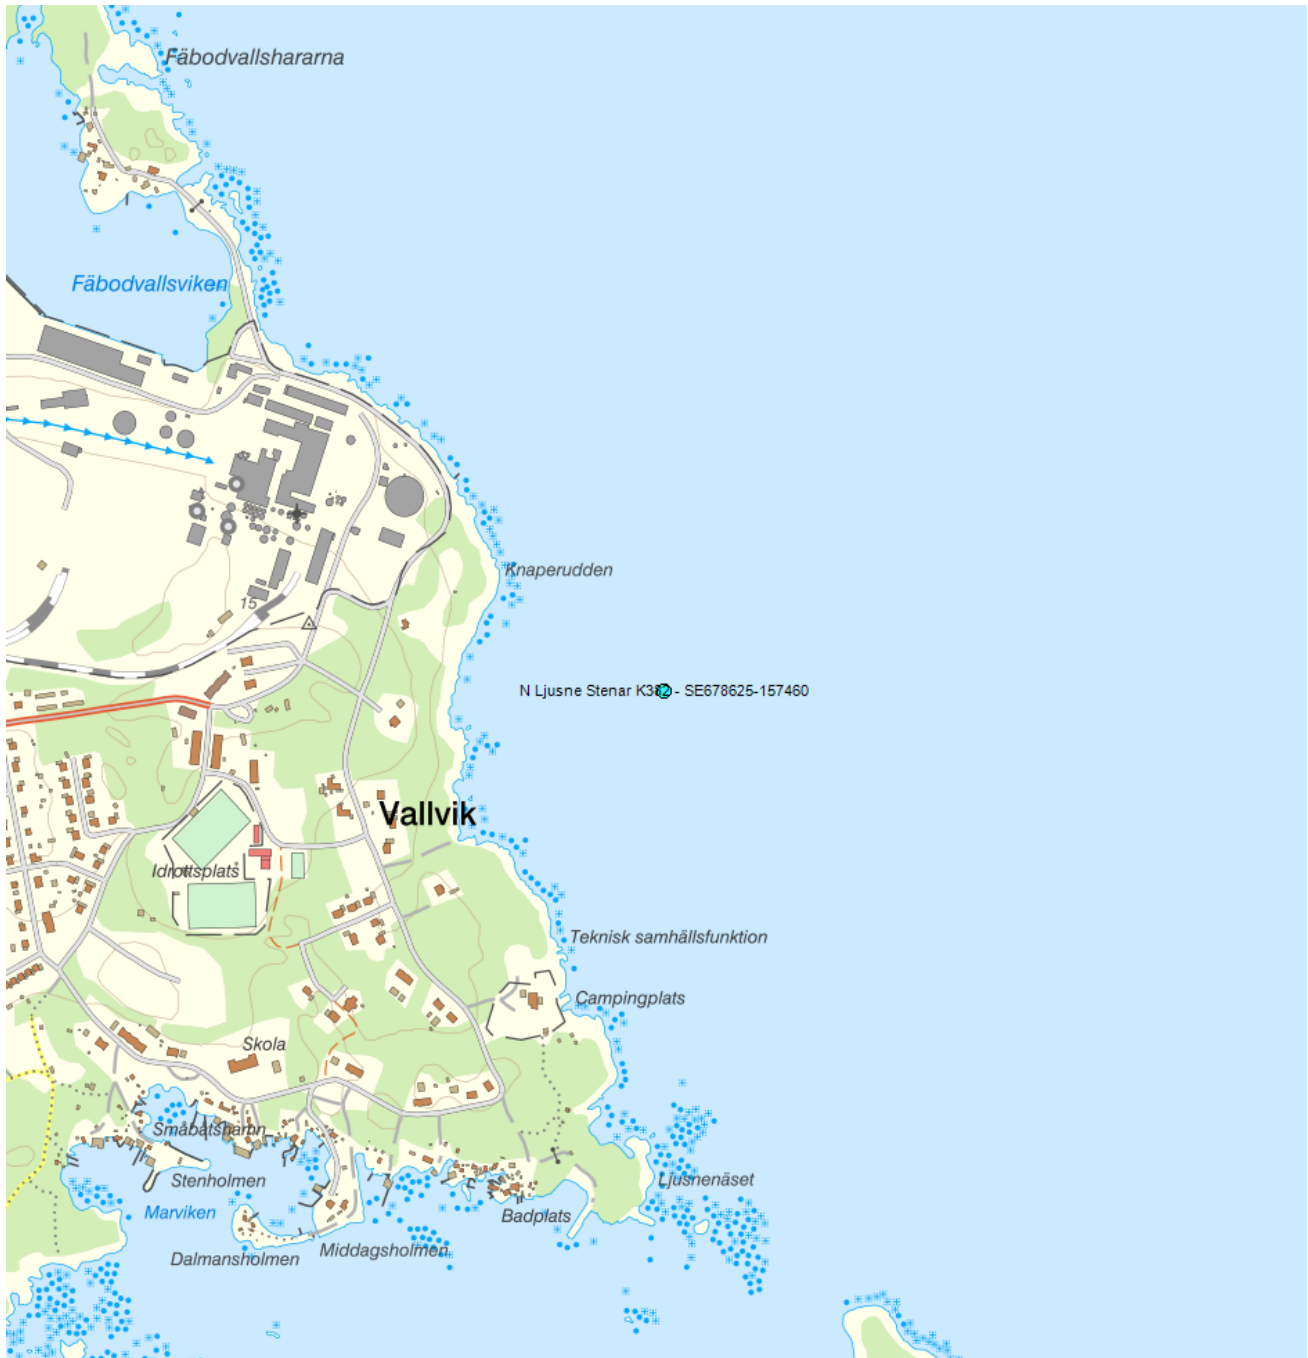 Fäbodvallshararna
Fäbodvallsviken
Knaperudden
15
N Ljusne Stenar K382 - SE678625-157460
Vallvik
Idrottsplats
Teknisk samhällsfunktion
Campingplats
Skola
Småbåtshamn
Stenholmen
Ljusnenäset
Marviken
Badplats
Middagsholmen
Dalmansholmen